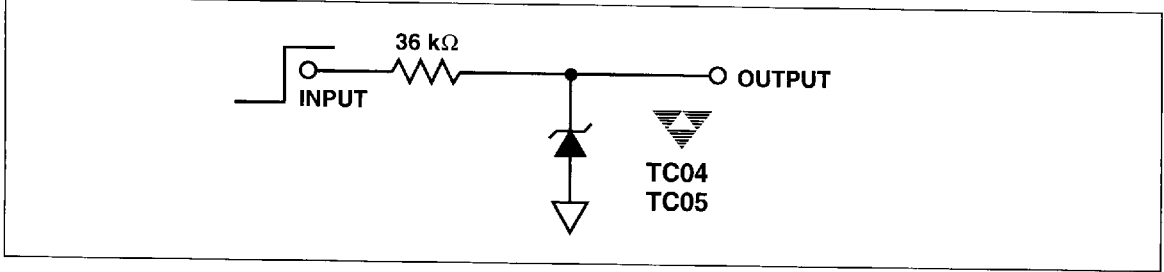 36 kΩ
INPUT
OUTPUT
TC04
TC05